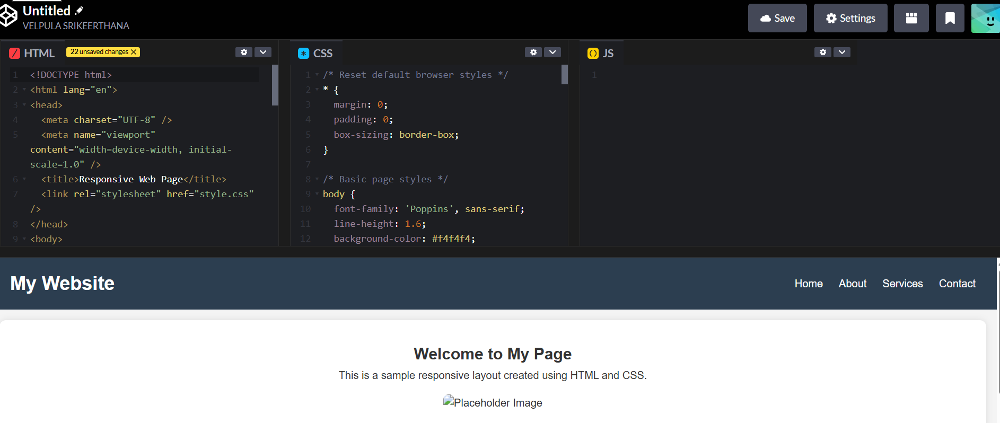 Untitled
VELPULA SRIKEERTHANA
Save
Settings
HTML
22 unsaved changes ×
CSS
JS
1 <!DOCTYPE html>
2 <html lang="en">
3 <head>
4 <meta charset="UTF-8" />
5 <meta name="viewport"
content="width=device-width, initial-
scale=1.0" />
6 <title>Responsive Web Page</title>
7 <link rel="stylesheet" href="style.css"
/>
8 </head>
9 <body>
1 /* Reset default browser styles */
2 * {
3 margin: 0;
4 padding: 0;
5 box-sizing: border-box;
6 }
7
8 /* Basic page styles */
9 body {
10 font-family: 'Poppins', sans-serif;
11 line-height: 1.6;
12 background-color: #f4f4f4;
1
My Website
Home
About
Services
Contact
Welcome to My Page
This is a sample responsive layout created using HTML and CSS.
Placeholder Image